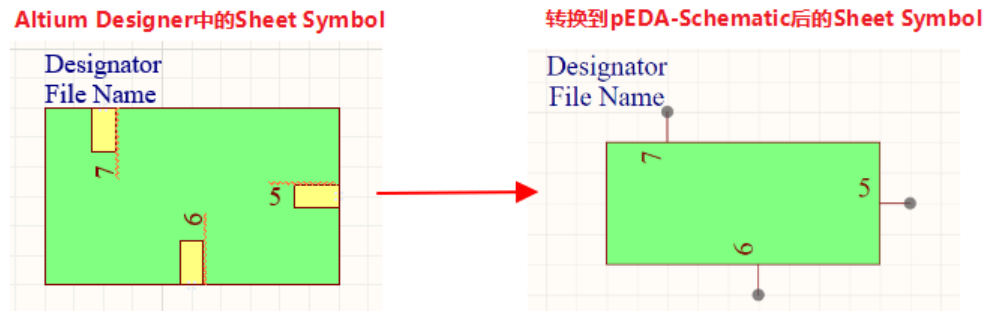 Altium Designer中的Sheet Symbol
Designator
File Name
7
5
6
转换到pEDA-Schematic后的Sheet Symbol
Designator
File Name
7
5
6